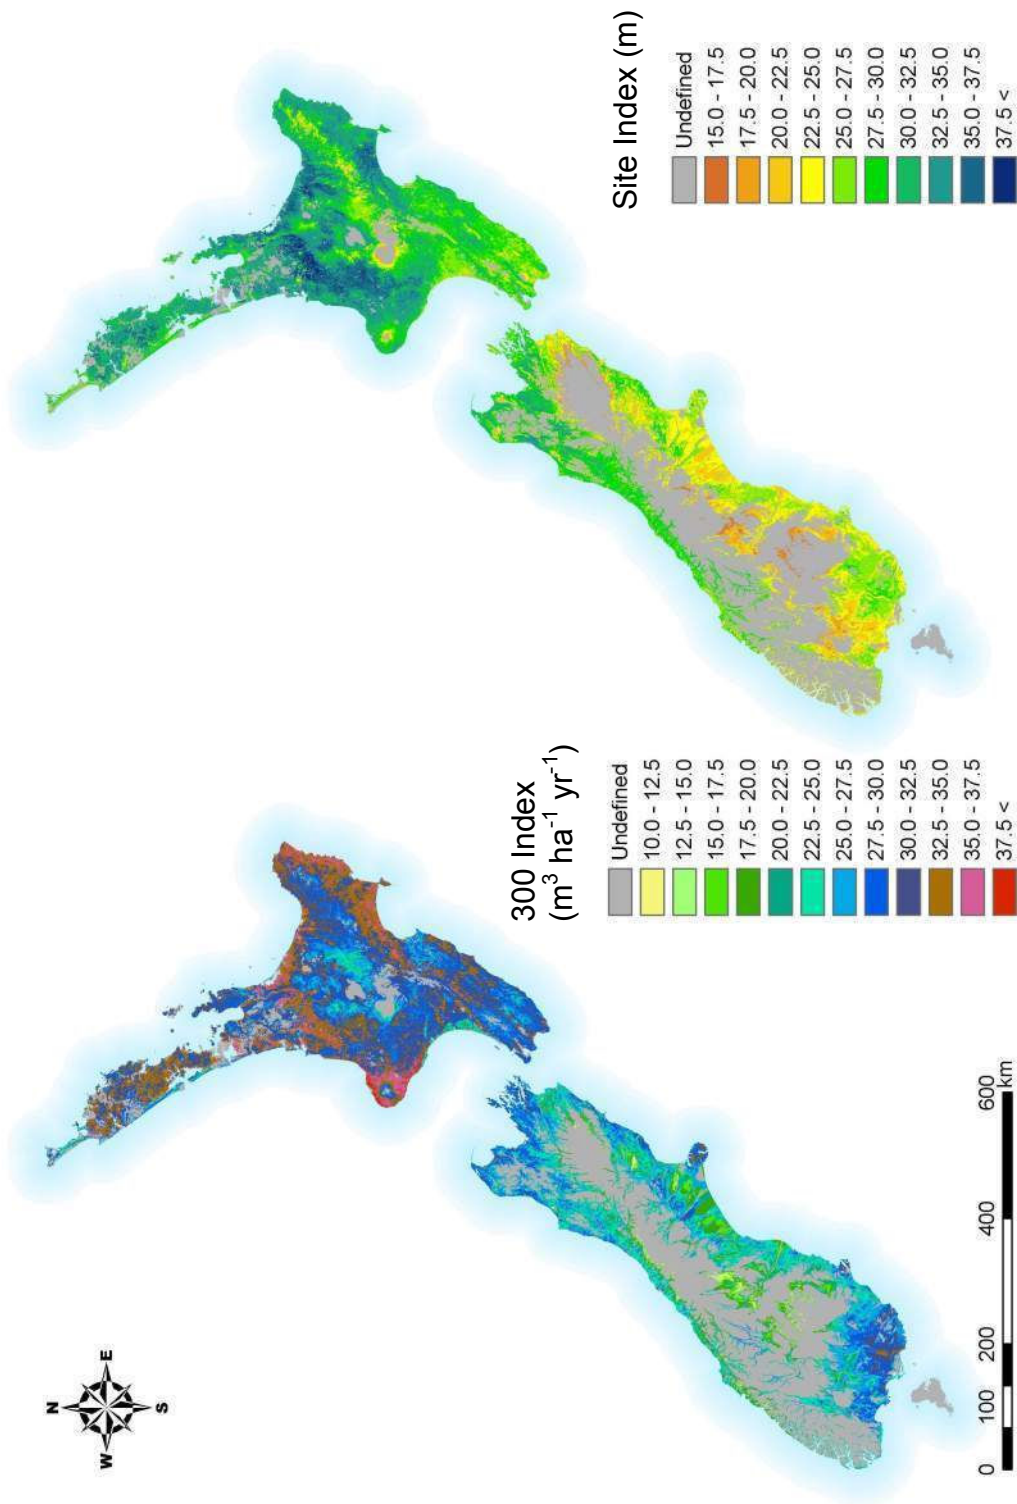 N
W
E
S
300 Index
(m³ ha⁻¹ yr⁻¹)
Undefined
10.0 - 12.5
12.5 - 15.0
15.0 - 17.5
17.5 - 20.0
20.0 - 22.5
22.5 - 25.0
25.0 - 27.5
27.5 - 30.0
30.0 - 32.5
32.5 - 35.0
35.0 - 37.5
37.5 <
0 100 200 400 600
km
Site Index (m)
Undefined
15.0 - 17.5
17.5 - 20.0
20.0 - 22.5
22.5 - 25.0
25.0 - 27.5
27.5 - 30.0
30.0 - 32.5
32.5 - 35.0
35.0 - 37.5
37.5 <